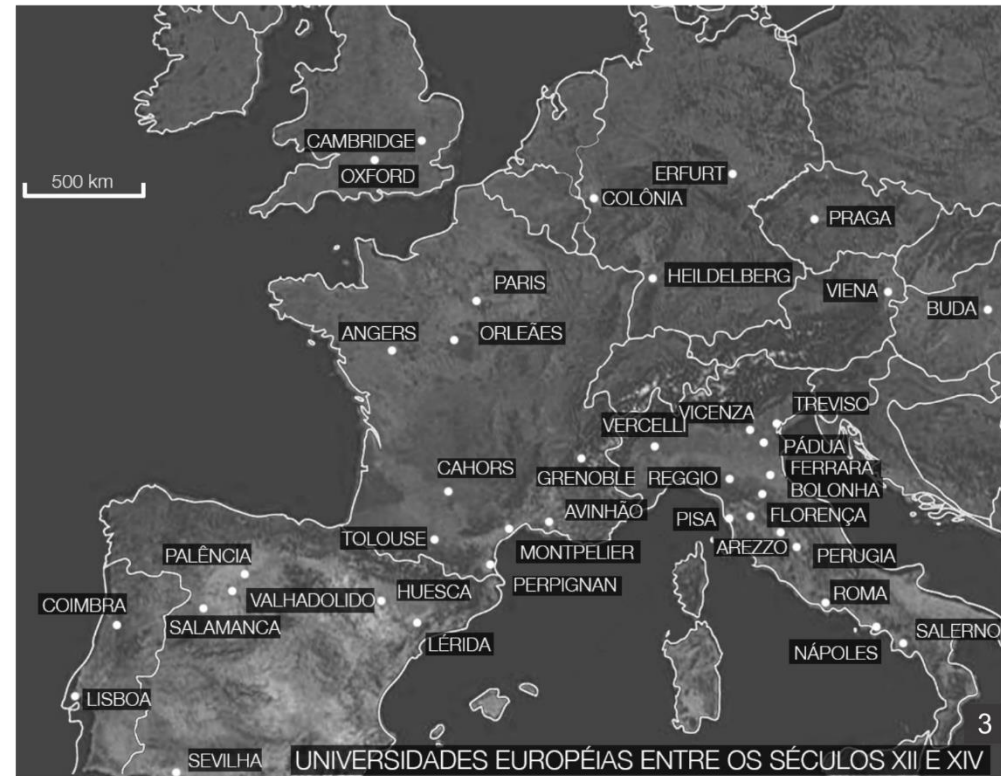 CAMBRIDGE
OXFORD
500 km
ERFURT
COLÔNIA
PRAGA
HEILDELBERG
PARIS
VIENA
BUDA
ANGERS
ORLEÃES
TREVISO
VICENZA
VERCELLI
PÁDUA
CAHORS
GRENOBLE
REGGIO
FERRARA
BOLONHA
AVINHÃO
PISA
FLORENÇA
TOLOUSE
MONTPELIER
AREZZO
PERUGIA
PALÊNCIA
PERPIGNAN
COIMBRA
VALHADOLIDO
HUESCA
ROMA
SALAMANCA
SALERNO
LÉRIDA
NÁPOLES
LISBOA
3
SEVILHA
UNIVERSIDADES EUROPÉIAS ENTRE OS SÉCULOS XII E XIV